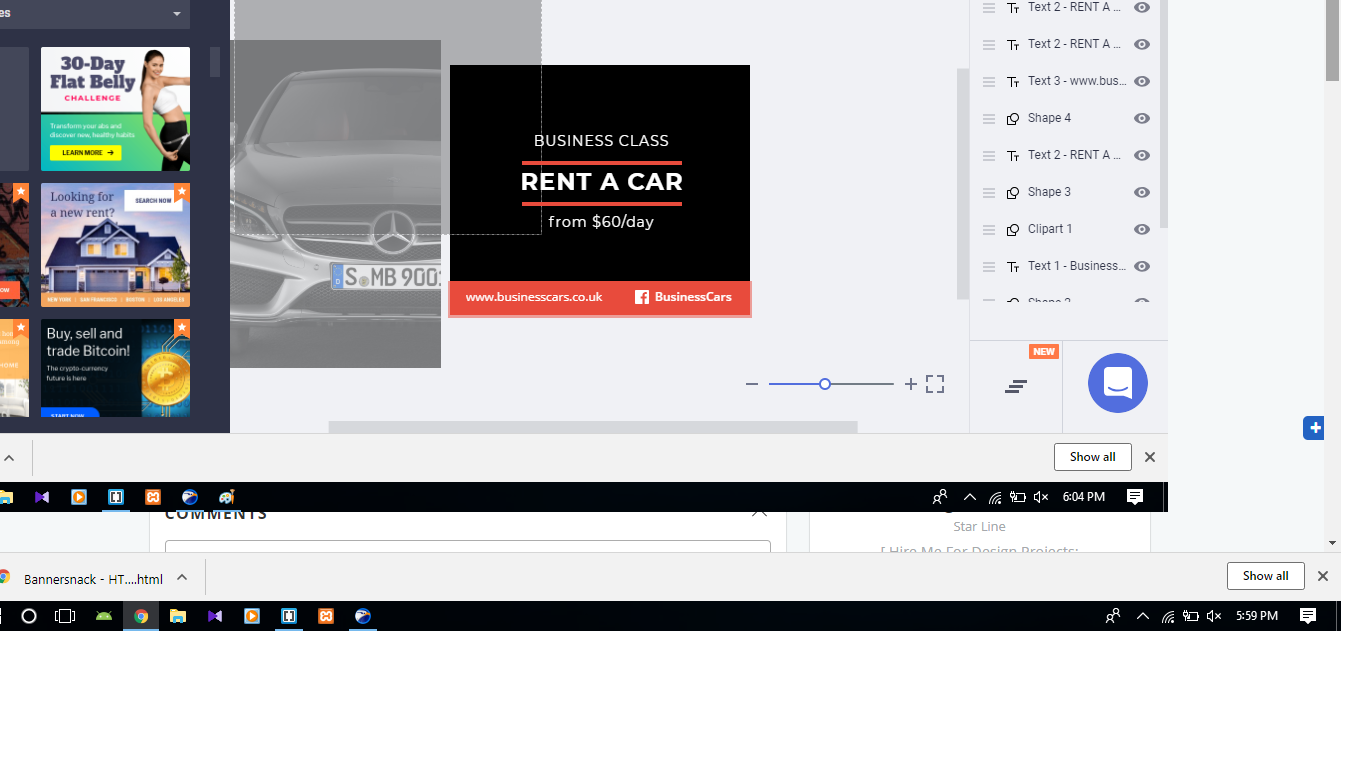 es
Text 2 - RENT A ...
Text 2 - RENT A ...
Text 3 - www.bus...
Shape 4
Text 2 - RENT A ...
Shape 3
Clipart 1
Text 1 - Business...
Shape 2
NEW
30-Day
Flat Belly
CHALLENGE
Transform your abs and
discover new, healthy habits
LEARN MORE
Looking for
a new rent?
SEARCH NOW
NEW YORK | SAN FRANCISCO | BOSTON | LOS ANGELES
OW
HOME
Buy, sell and
trade Bitcoin!
The crypto-currency
future is here
START NOW
BUSINESS CLASS
RENT A CAR
from $60/day
www.businesscars.co.uk
BusinessCars
Show all
6:04 PM
COMMENTS
Star Line
[ Hire Me For Design Projects:
Bannersnack - HT....html
Show all
5:59 PM